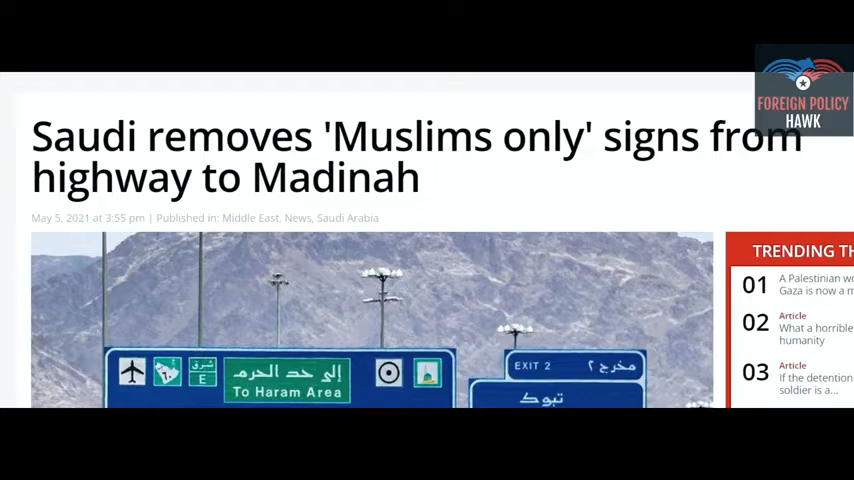 FOREIGN POLICY
HAWK
Saudi removes 'Muslims only' signs from
highway to Madinah
May 5, 2021 at 3:55 pm | Published in: Middle East, News, Saudi Arabia
إلى حد الحرم
To Haram Area
شرق
E
EXIT 2
مخرج ٢
تبوك
TRENDING TH
01
A Palestinian wo
Gaza is now a m
02
Article
What a horrible
humanity
03
Article
If the detention
soldier is a...